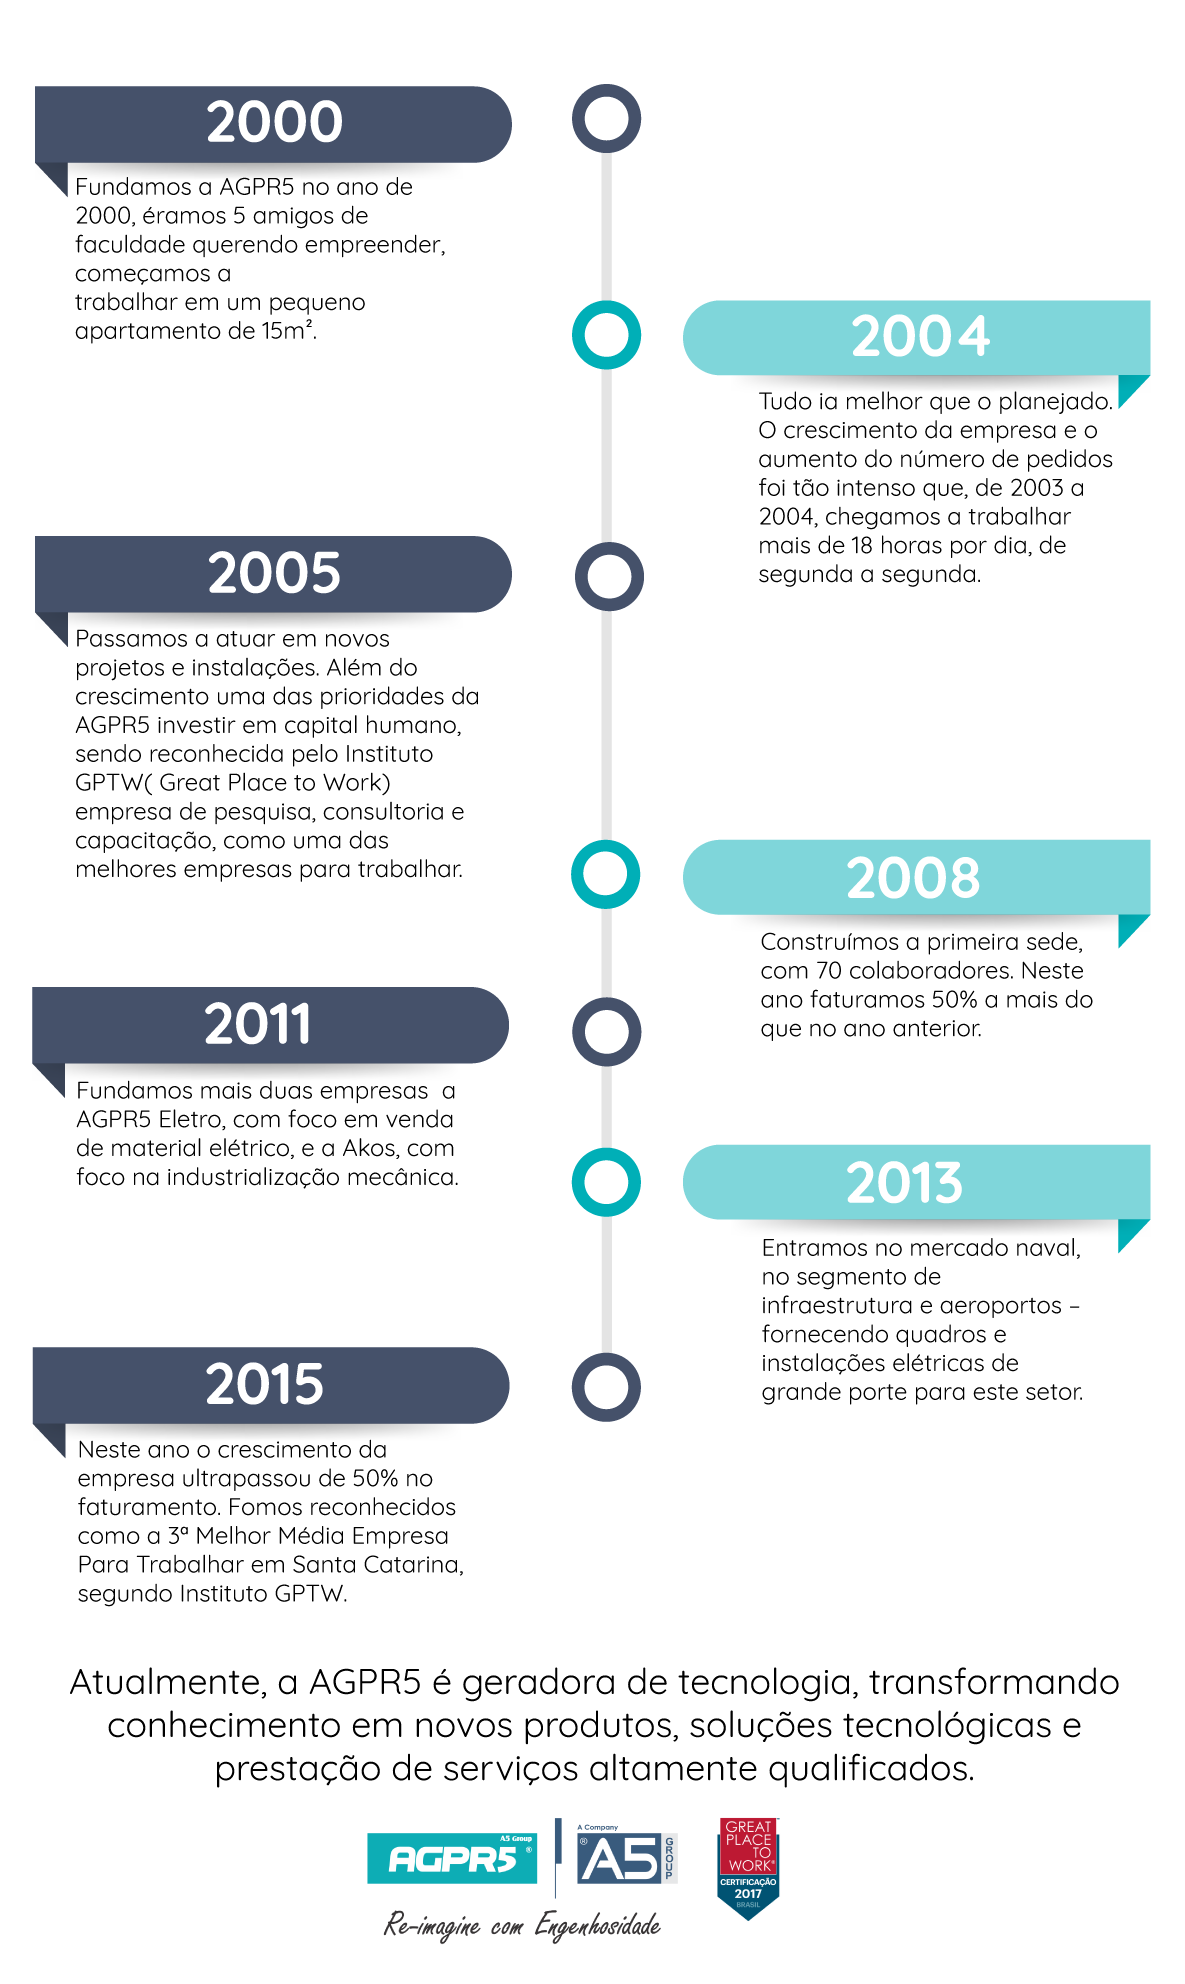 2000
Fundamos a AGPR5 no ano de
2000, éramos 5 amigos de
faculdade querendo empreender,
começamos a
trabalhar em um pequeno
apartamento de 15m².
2004
Tudo ia melhor que o planejado.
O crescimento da empresa e o
aumento do número de pedidos
foi tão intenso que, de 2003 a
2004, chegamos a trabalhar
mais de 18 horas por dia, de
segunda a segunda.
2005
Passamos a atuar em novos
projetos e instalações. Além do
crescimento uma das prioridades da
AGPR5 investir em capital humano,
sendo reconhecida pelo Instituto
GPTW( Great Place to Work)
empresa de pesquisa, consultoria e
capacitação, como uma das
melhores empresas para trabalhar.
2008
Construímos a primeira sede,
com 70 colaboradores. Neste
ano faturamos 50% a mais do
que no ano anterior.
2011
Fundamos mais duas empresas  a
AGPR5 Eletro, com foco em venda
de material elétrico, e a Akos, com
foco na industrialização mecânica.
2013
Entramos no mercado naval,
no segmento de
infraestrutura e aeroportos –
fornecendo quadros e
instalações elétricas de
grande porte para este setor.
2015
Neste ano o crescimento da
empresa ultrapassou de 50% no
faturamento. Fomos reconhecidos
como a 3ª Melhor Média Empresa
Para Trabalhar em Santa Catarina,
segundo Instituto GPTW.
Atualmente, a AGPR5 é geradora de tecnologia, transformando
conhecimento em novos produtos, soluções tecnológicas e
prestação de serviços altamente qualificados.
A5 Group
AGPR5 ®
A Company
® A5 GROUP
Re-imagine com Engenhosidade
GREAT
PLACE
TO
WORK®
CERTIFICAÇÃO
2017
BRASIL